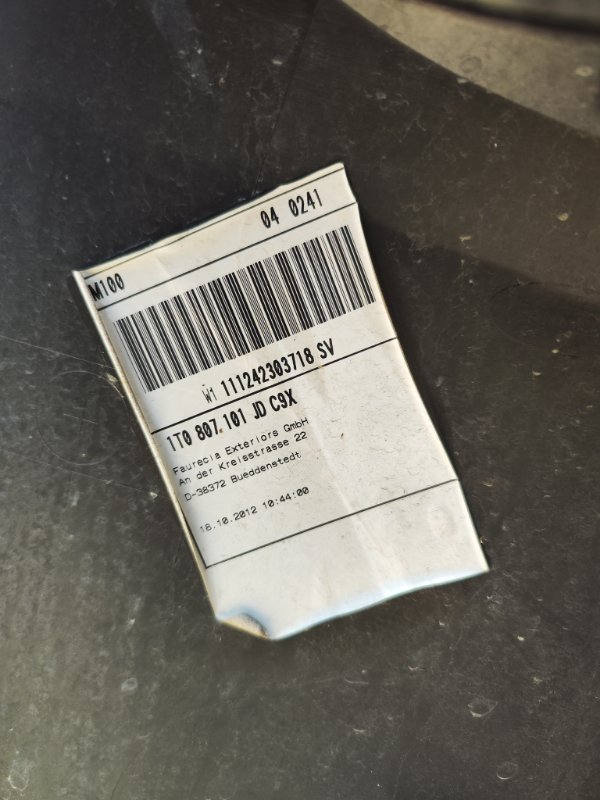 04 0241
M100
W1 111242303718 SV
1T0 807.101 JD C9X
Faurecia Exteriors GmbH
An der Kreisstrasse 22
D-38372 Bueddenstedt
18.10.2012 10:44:00